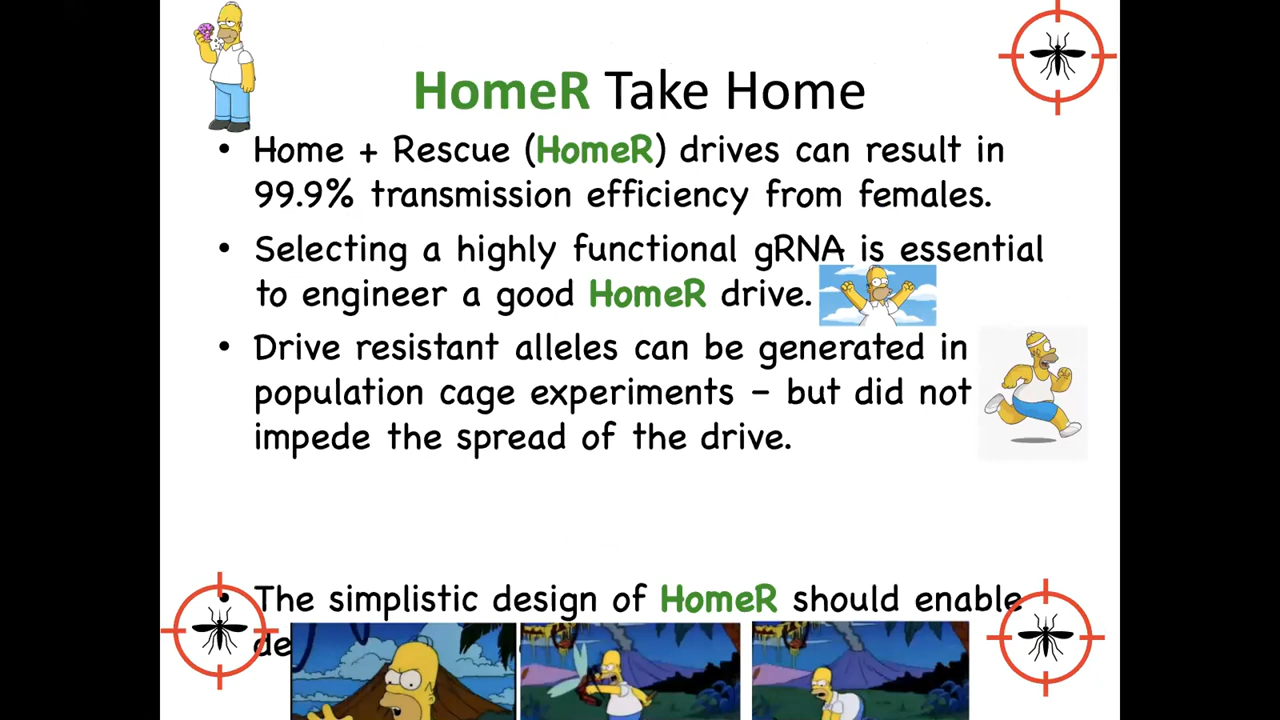 HomeR Take Home
• Home + Rescue (HomeR) drives can result in
99.9% transmission efficiency from females.
• Selecting a highly functional gRNA is essential
to engineer a good HomeR drive.
• Drive resistant alleles can be generated in
population cage experiments – but did not
impede the spread of the drive.
• The simplistic design of HomeR should enable